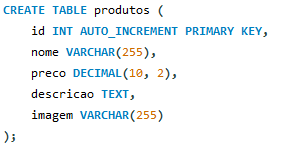 CREATE TABLE produtos (
    id INT AUTO_INCREMENT PRIMARY KEY,
    nome VARCHAR(255),
    preco DECIMAL(10, 2),
    descricao TEXT,
    imagem VARCHAR(255)
);